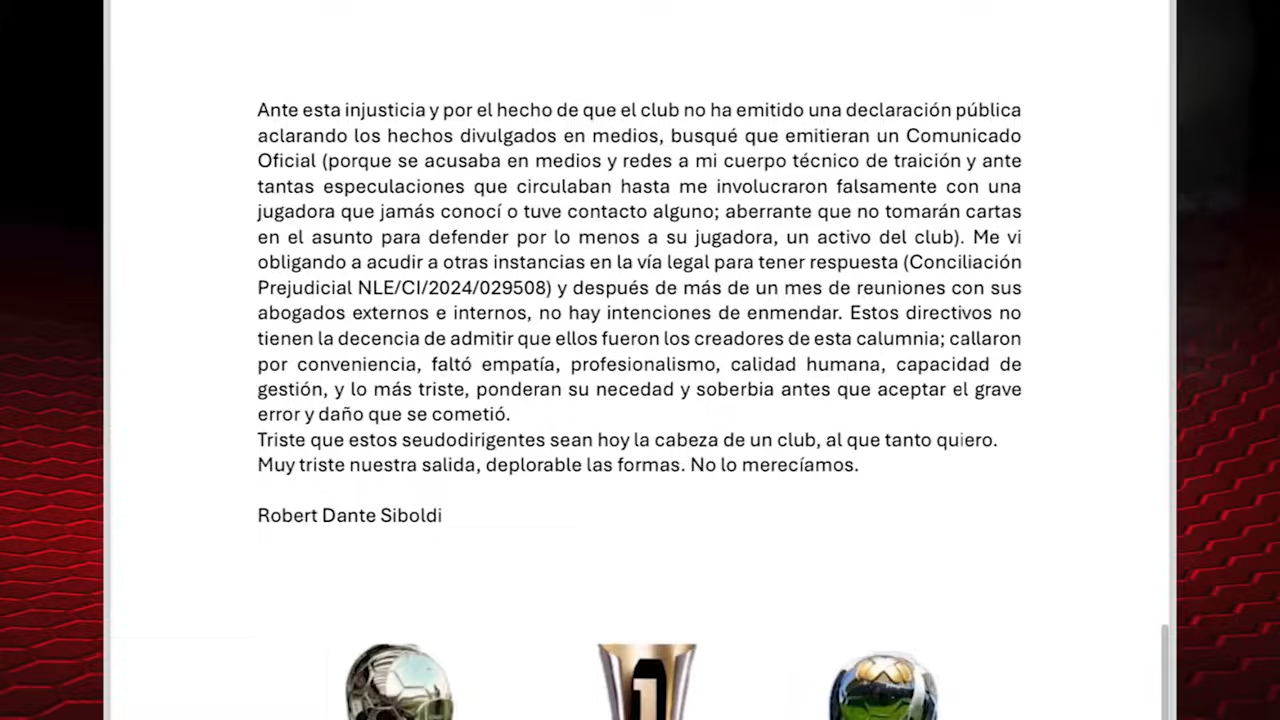 Ante esta injusticia y por el hecho de que el club no ha emitido una declaración pública
aclarando los hechos divulgados en medios, busqué que emitieran un Comunicado
Oficial (porque se acusaba en medios y redes a mi cuerpo técnico de traición y ante
tantas especulaciones que circulaban hasta me involucraron falsamente con una
jugadora que jamás conocí o tuve contacto alguno; aberrante que no tomarán cartas
en el asunto para defender por lo menos a su jugadora, un activo del club). Me vi
obligando a acudir a otras instancias en la vía legal para tener respuesta (Conciliación
Prejudicial NLE/CI/2024/029508) y después de más de un mes de reuniones con sus
abogados externos e internos, no hay intenciones de enmendar. Estos directivos no
tienen la decencia de admitir que ellos fueron los creadores de esta calumnia; callaron
por conveniencia, faltó empatía, profesionalismo, calidad humana, capacidad de
gestión, y lo más triste, ponderan su necedad y soberbia antes que aceptar el grave
error y daño que se cometió.
Triste que estos seudodirigentes sean hoy la cabeza de un club, al que tanto quiero.
Muy triste nuestra salida, deplorable las formas. No lo merecíamos.
Robert Dante Siboldi
1